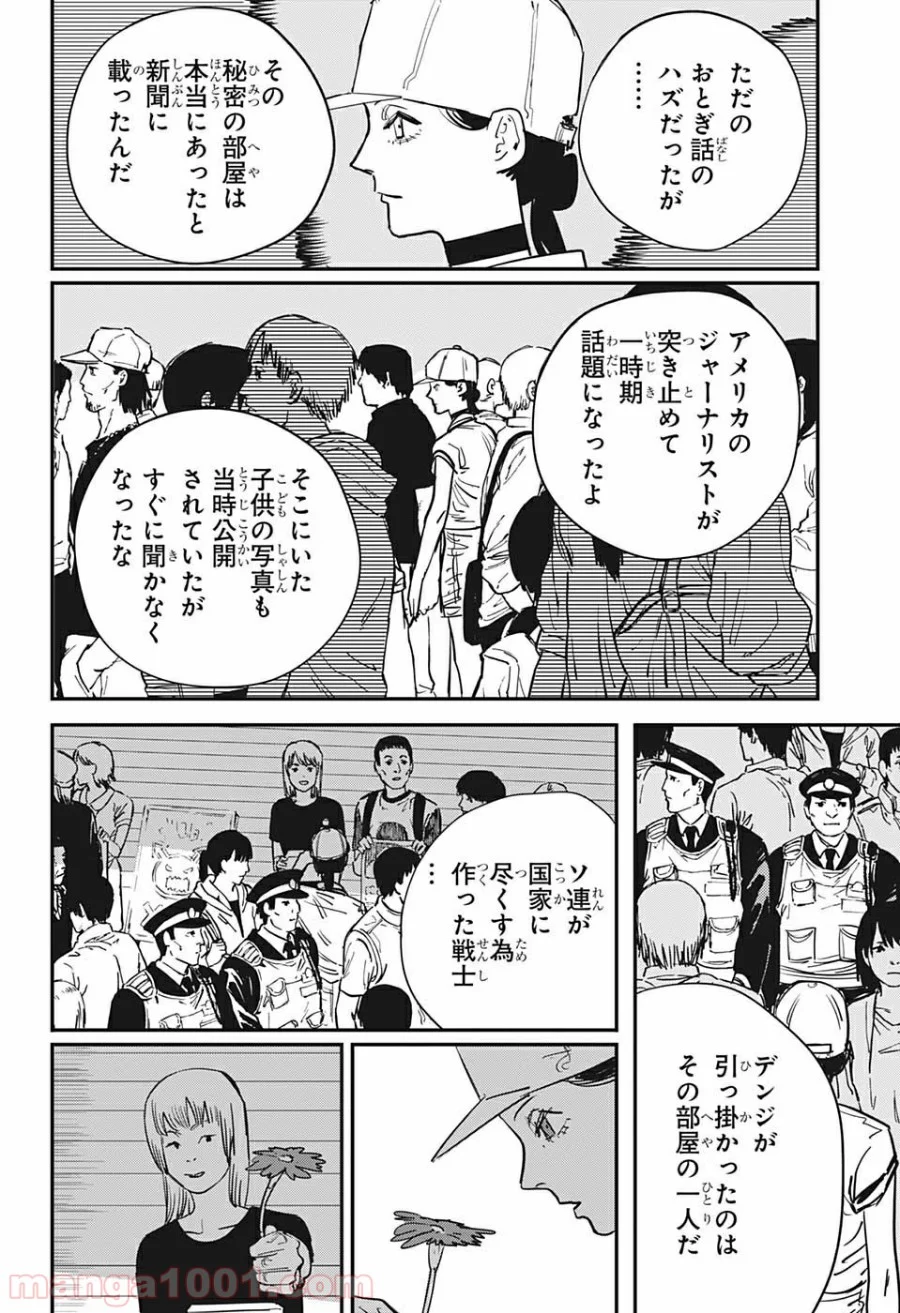 ただの
おとぎ話の
ハズだったが
……
その
秘密の部屋は
本当にあったと
新聞に
載ったんだ
アメリカの
ジャーナリストが
突き止めて
一時期
話題になったよ
そこにいた
子供の写真も
当時公開
されていたが
すぐに聞かなく
なったな
デンジが
引っ掛かったのは
その部屋の一人だ
ソ連が
国家に
尽くす為
作った戦士
…
manga1001.com